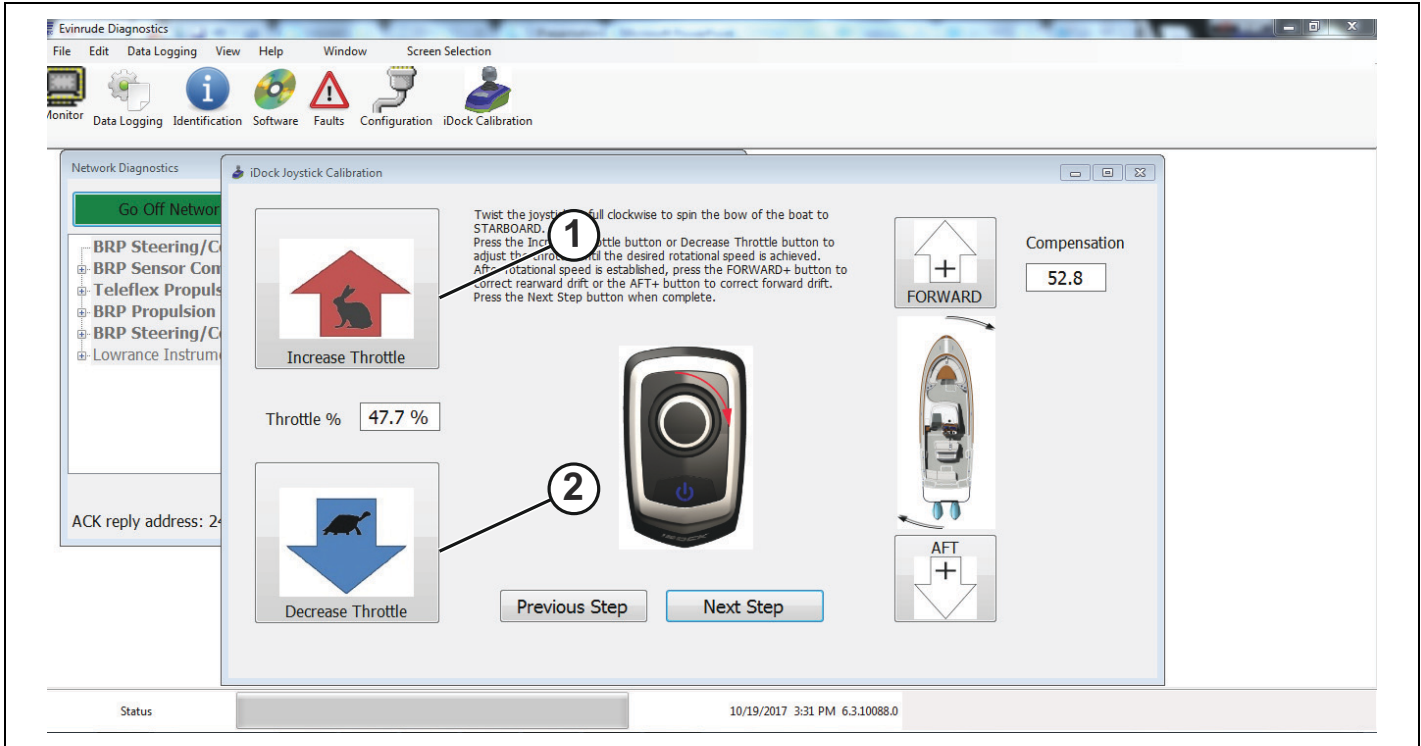 Evinrude Diagnostics
File Edit Data Logging View Help Window Screen Selection
Monitor Data Logging Identification Software Faults Configuration iDock Calibration
Network Diagnostics
iDock Joystick Calibration
Go Off Networ
BRP Steering/C
BRP Sensor Con
Teleflex Propuls
BRP Propulsion
BRP Steering/C
Lowrance Instrum
ACK reply address: 24
Increase Throttle
Throttle % 47.7 %
Decrease Throttle
Twist the joystick full clockwise to spin the bow of the boat to
STARBOARD.
Press the Inc ttle button or Decrease Throttle button to
adjust the throt til the desired rotational speed is achieved.
After rotational speed is established, press the FORWARD+ button to
correct rearward drift or the AFT+ button to correct forward drift.
Press the Next Step button when complete.
1
2
iDOCK
Previous Step Next Step
+
FORWARD
Compensation
52.8
AFT
+
Status
10/19/2017 3:31 PM 6.3.10088.0